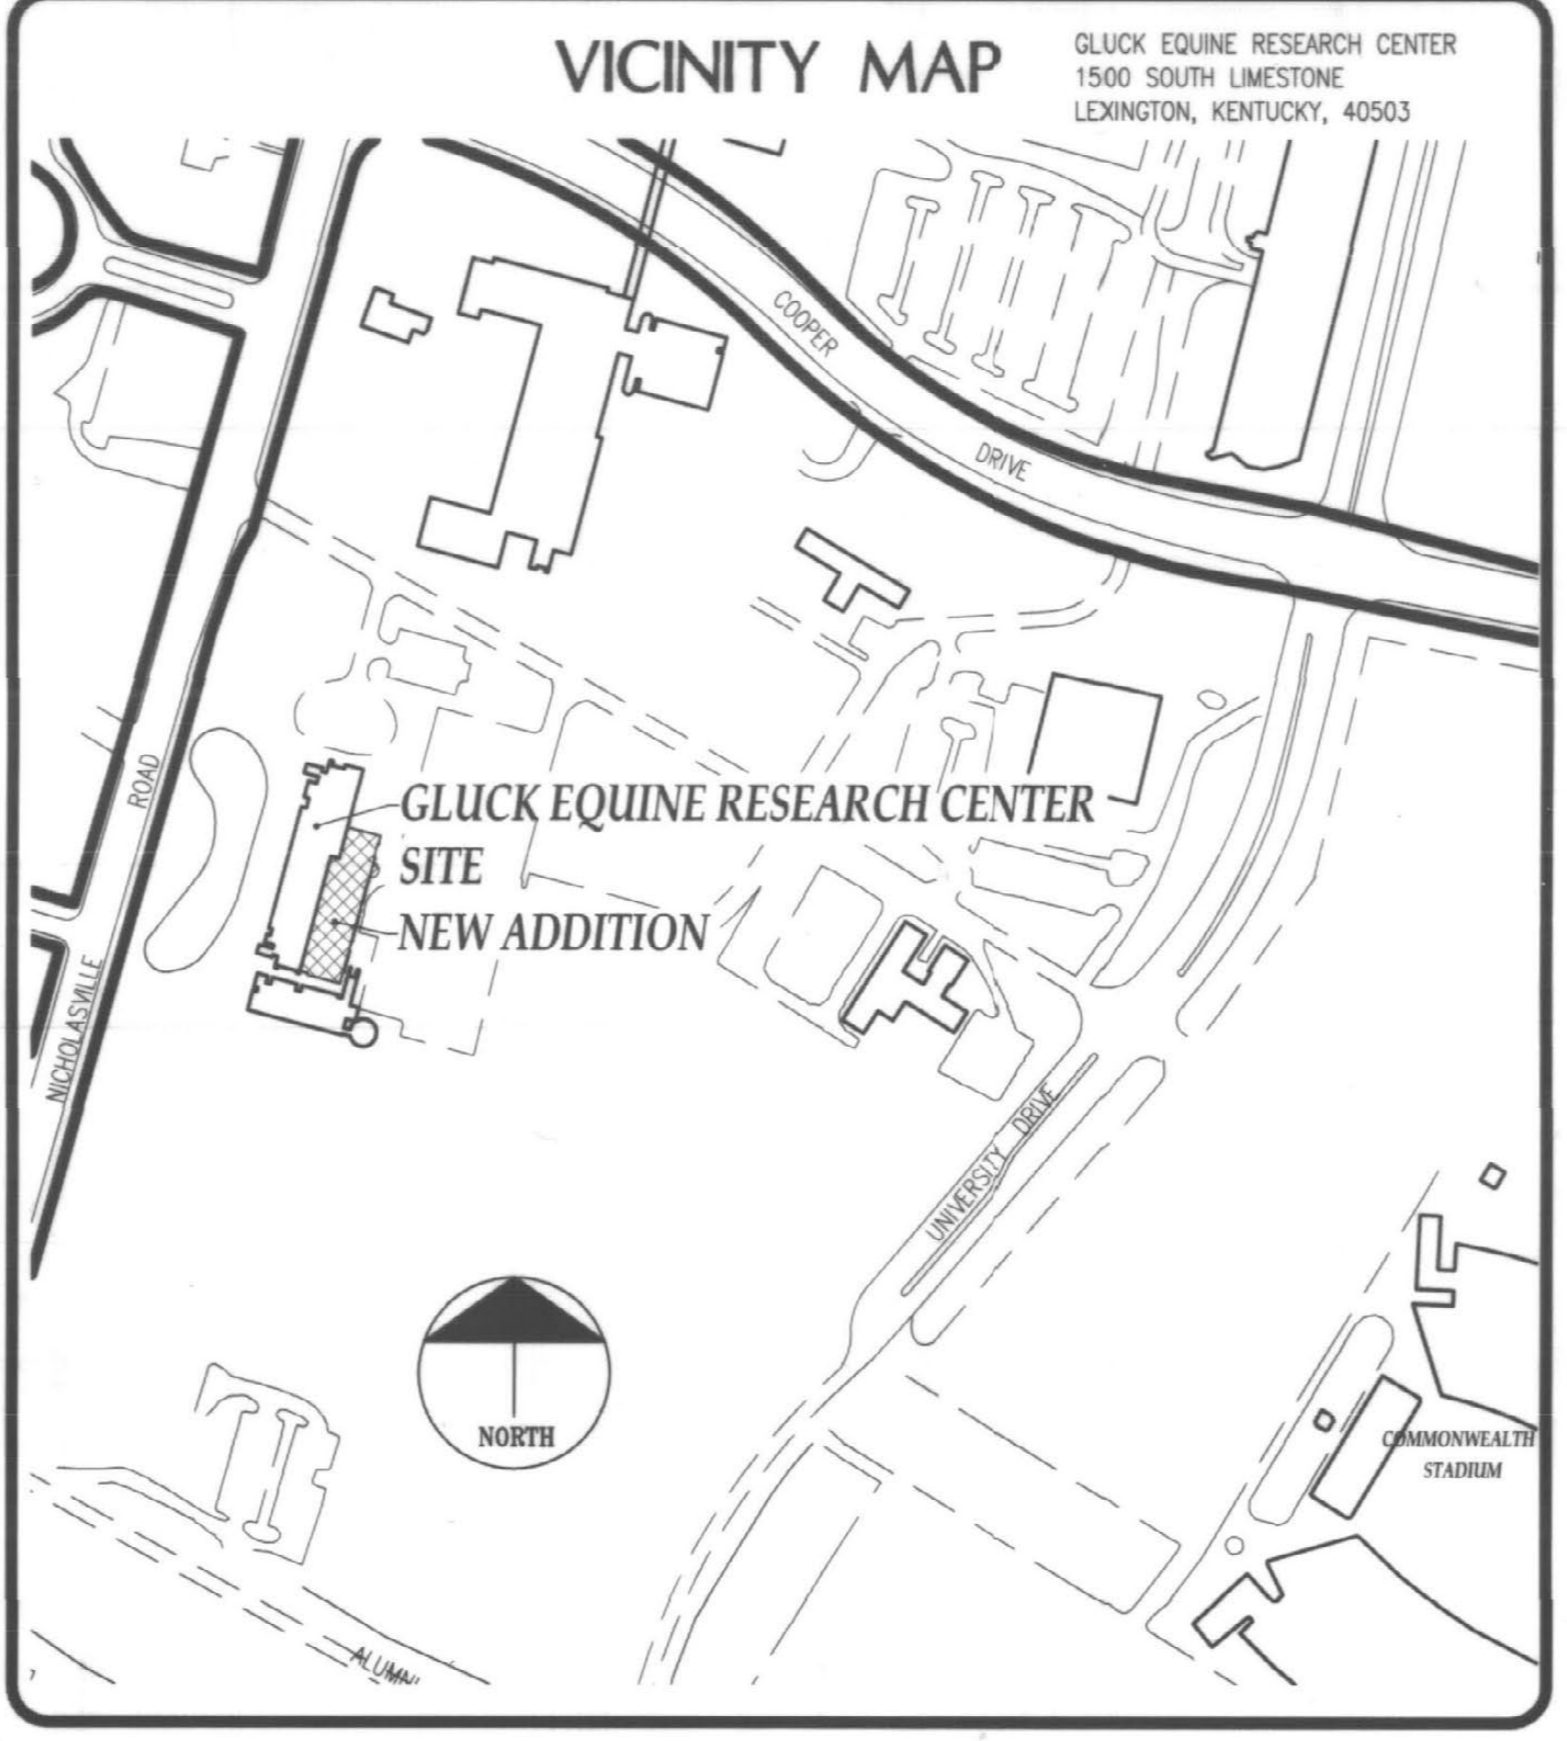 VICINITY MAP
GLUCK EQUINE RESEARCH CENTER
1500 SOUTH LIMESTONE
LEXINGTON, KENTUCKY, 40503
COOPER
DRIVE
ROAD
GLUCK EQUINE RESEARCH CENTER
SITE
NEW ADDITION
NICHOLASVILLE
UNIVERSITY DRIVE
NORTH
COMMONWEALTH
STADIUM
ALUMNI